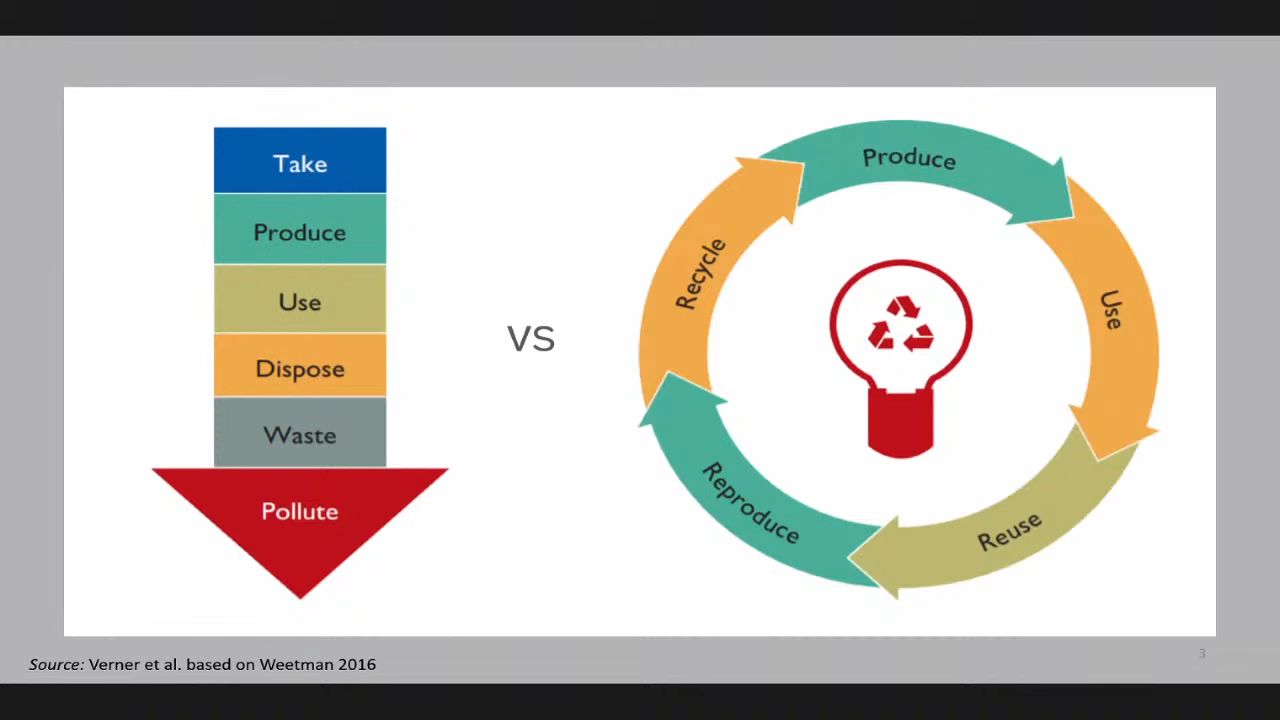 Take
Produce
Use
Dispose
Waste
Pollute
vs
Produce
Use
Reuse
Reproduce
Recycle
3
Source: Verner et al. based on Weetman 2016